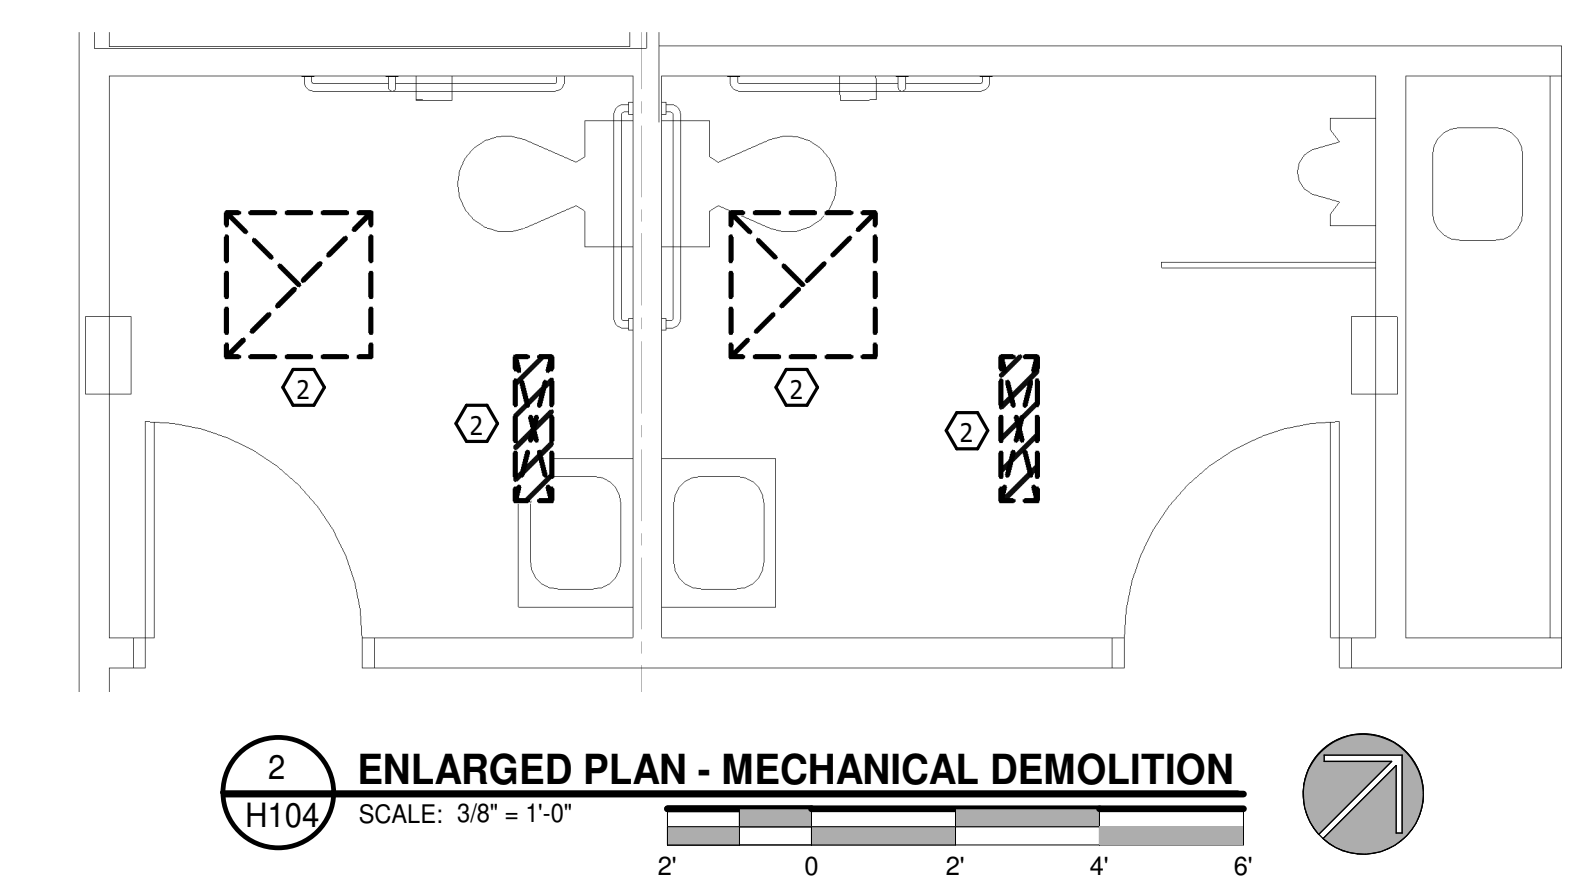 2
2
2
2
2
H104
ENLARGED PLAN - MECHANICAL DEMOLITION
SCALE: 3/8" = 1'-0"
2' 0 2' 4' 6'